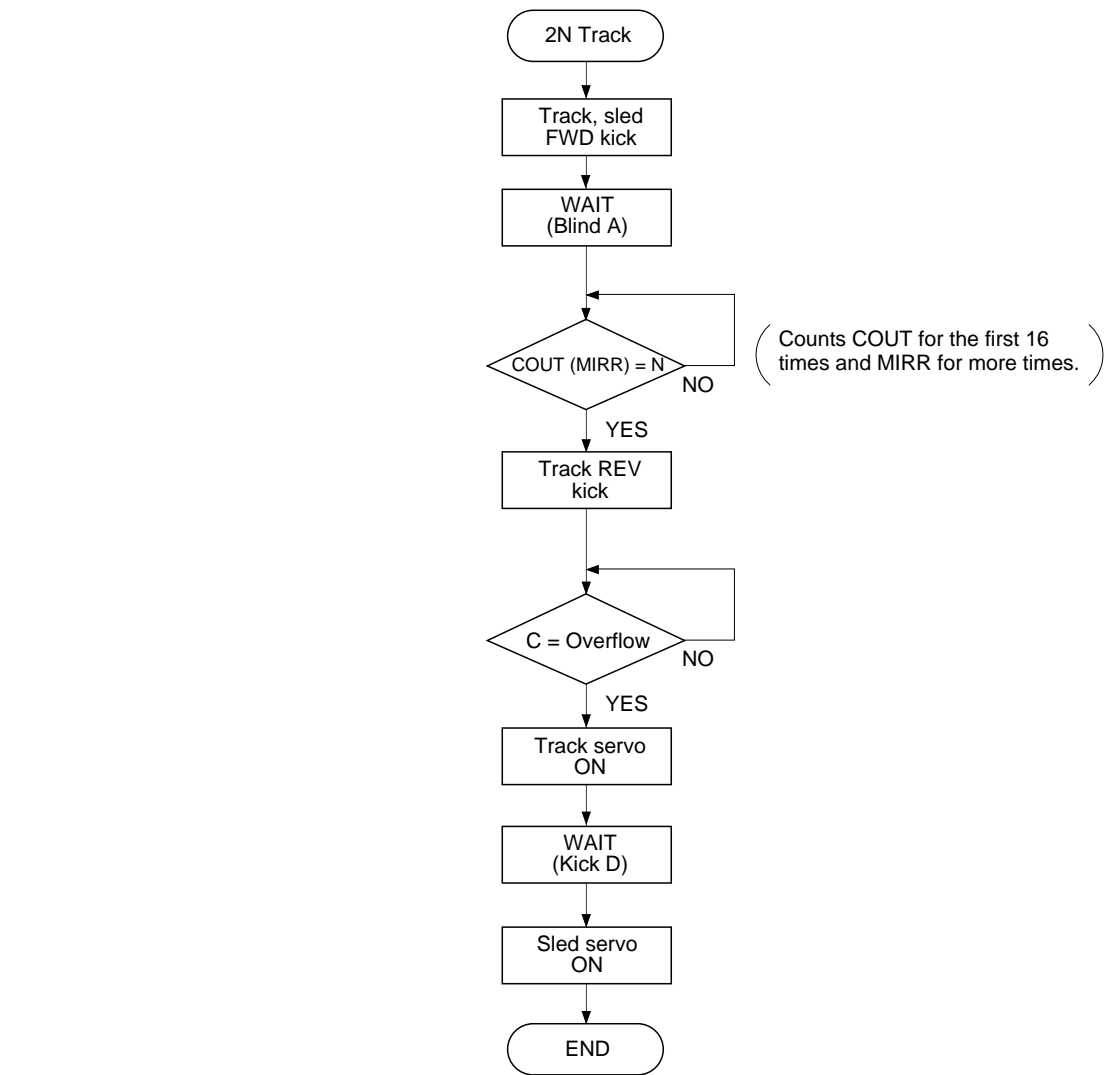 2N Track
Track, sled
FWD kick
WAIT
(Blind A)
COUT (MIRR) = N
NO
Counts COUT for the first 16
times and MIRR for more times.
YES
Track REV
kick
C = Overflow
NO
YES
Track servo
ON
WAIT
(Kick D)
Sled servo
ON
END